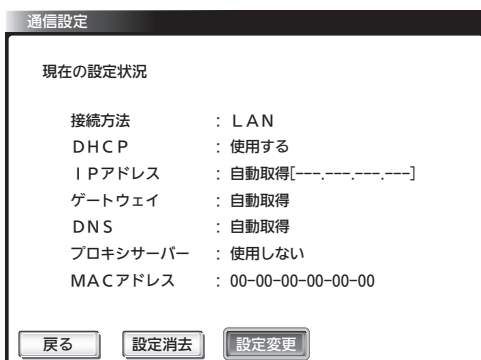 通信設定
現在の設定状況
接続方法 : ＬＡＮ
ＤＨＣＰ : 使用する
ＩＰアドレス : 自動取得[---.---.---.---]
ゲートウェイ : 自動取得
ＤＮＳ : 自動取得
プロキシサーバー : 使用しない
ＭＡＣアドレス : 00-00-00-00-00-00
戻る 設定消去 設定変更